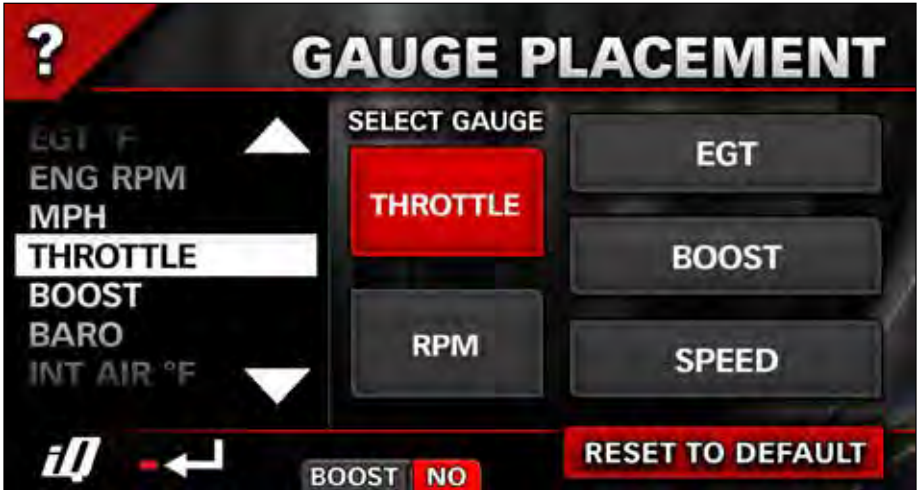 ?
GAUGE PLACEMENT
EGT °F
ENG RPM
MPH
THROTTLE
BOOST
BARO
INT AIR °F
SELECT GAUGE
THROTTLE
RPM
EGT
BOOST
SPEED
iQ
BOOST NO
RESET TO DEFAULT